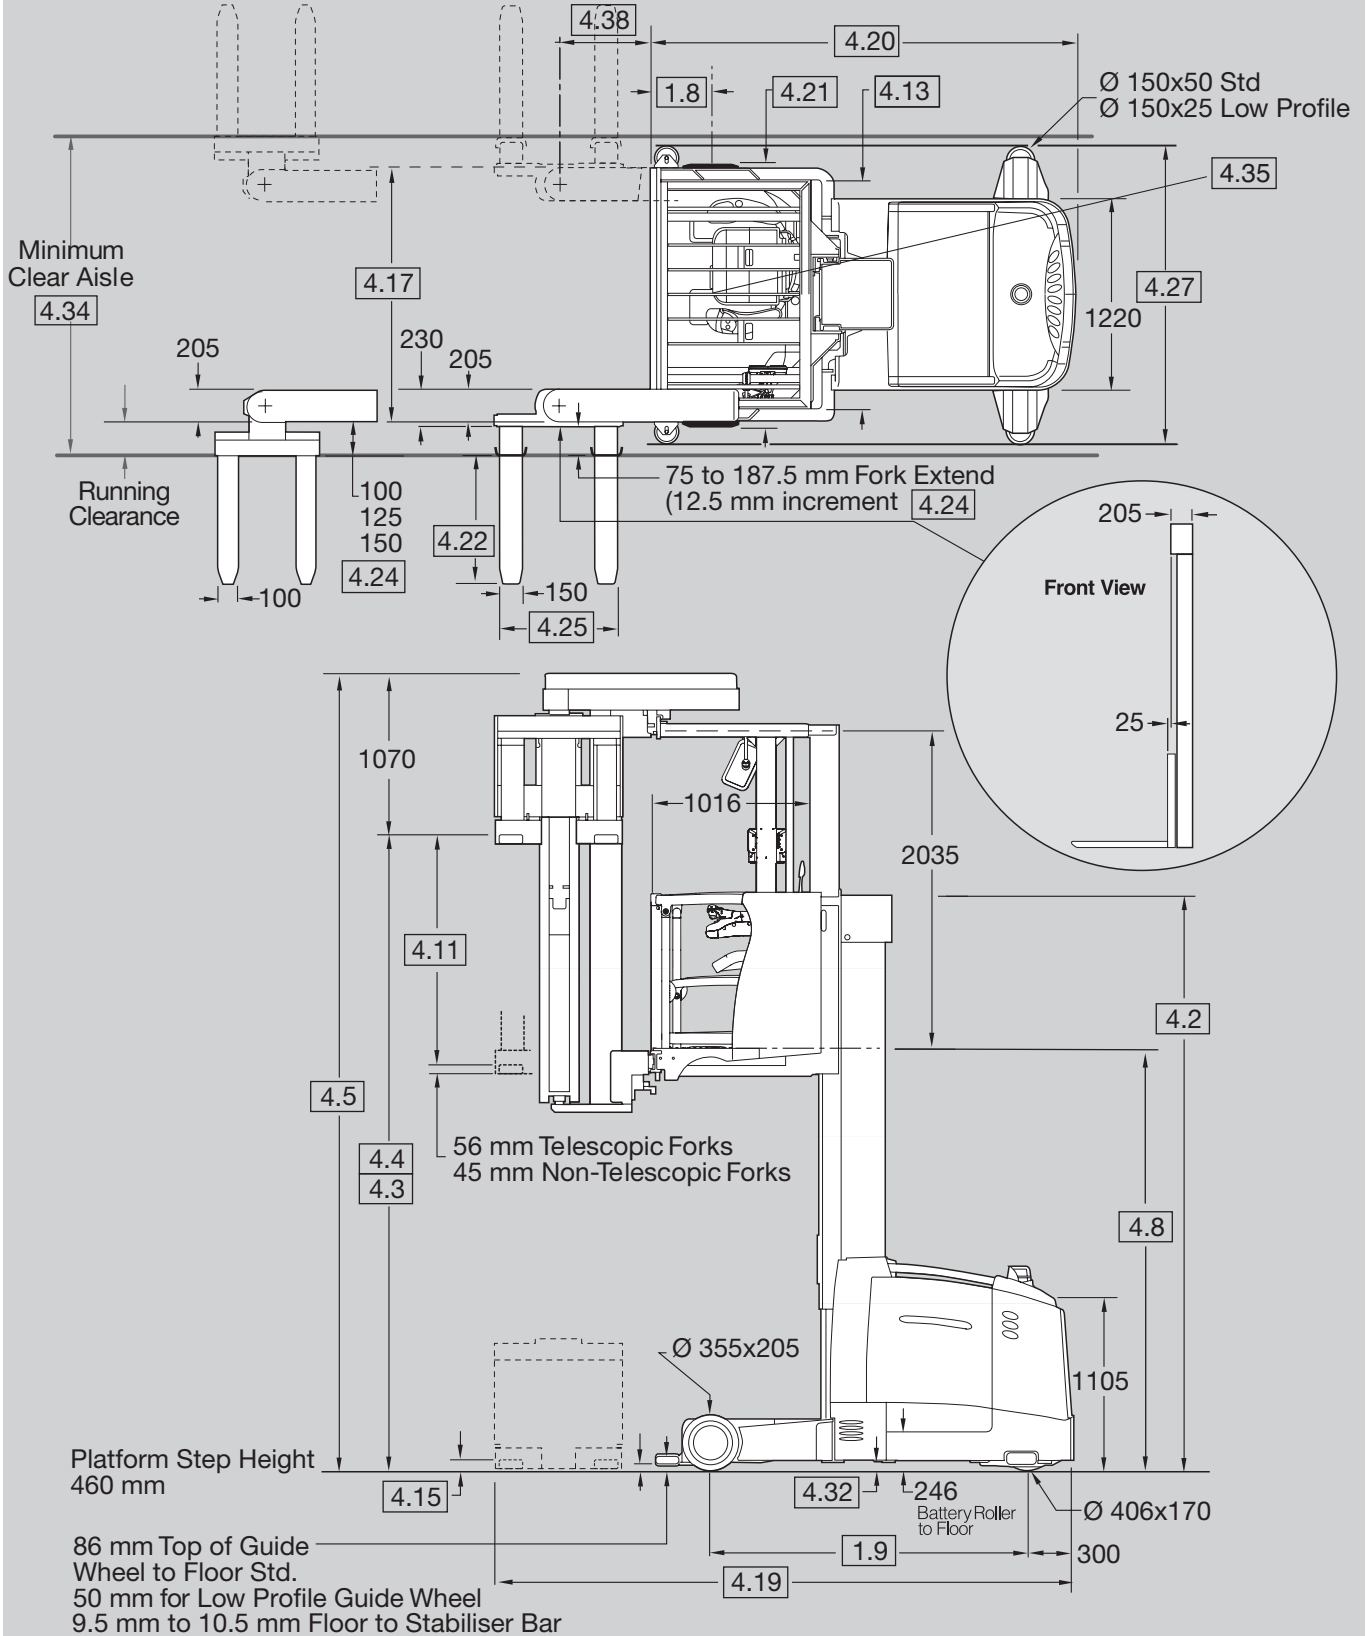 4.38
4.20
1.8
4.21
4.13
Ø 150x50 Std
Ø 150x25 Low Profile
4.35
Minimum
Clear Aisle
4.34
4.17
4.27
1220
205
230
205
Running
Clearance
100
125
150
4.24
100
4.22
150
4.25
75 to 187.5 mm Fork Extend
(12.5 mm increment 4.24
205
Front View
25
1070
1016
2035
4.11
4.2
4.5
56 mm Telescopic Forks
45 mm Non-Telescopic Forks
4.4
4.3
4.8
Ø 355x205
1105
Platform Step Height
460 mm
4.15
4.32
246
Battery Roller
to Floor
Ø 406x170
86 mm Top of Guide
Wheel to Floor Std.
50 mm for Low Profile Guide Wheel
9.5 mm to 10.5 mm Floor to Stabiliser Bar
1.9
300
4.19